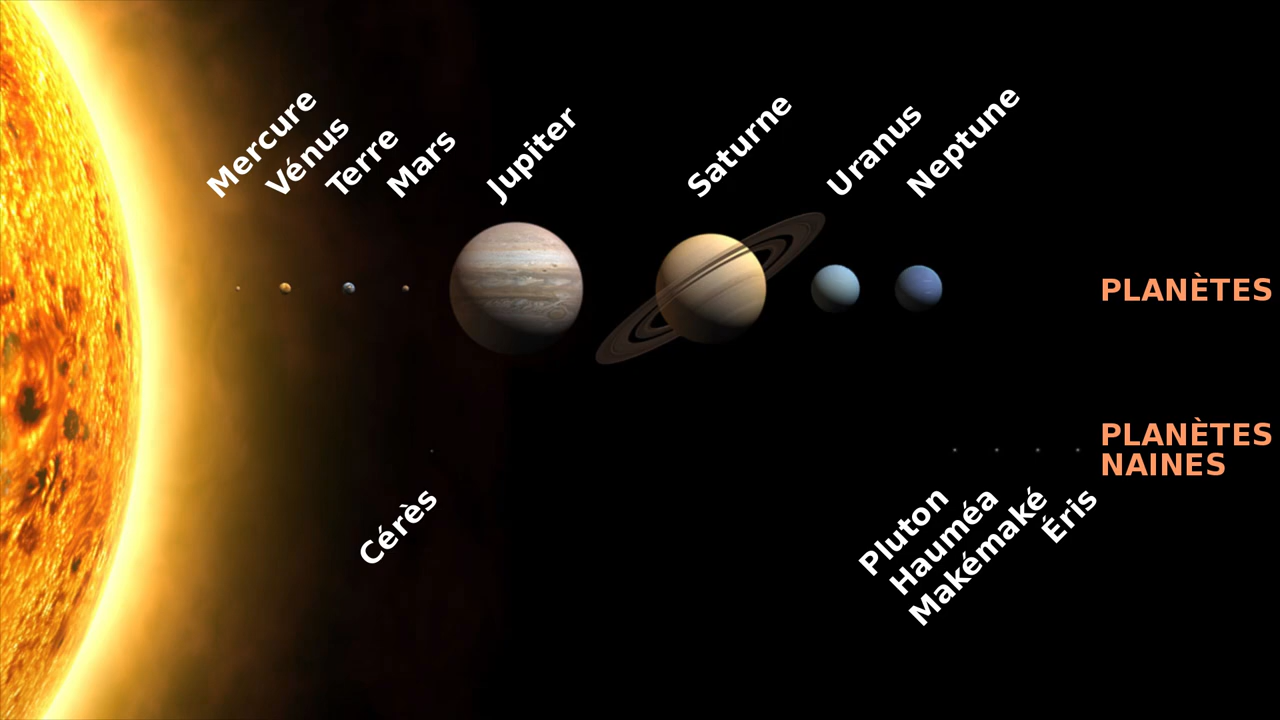 Mercure
Vénus
Terre
Mars
Jupiter
Saturne
Uranus
Neptune
PLANÈTES
PLANÈTES
NAINES
Cérès
Pluton
Hauméa
Makémaké
Éris